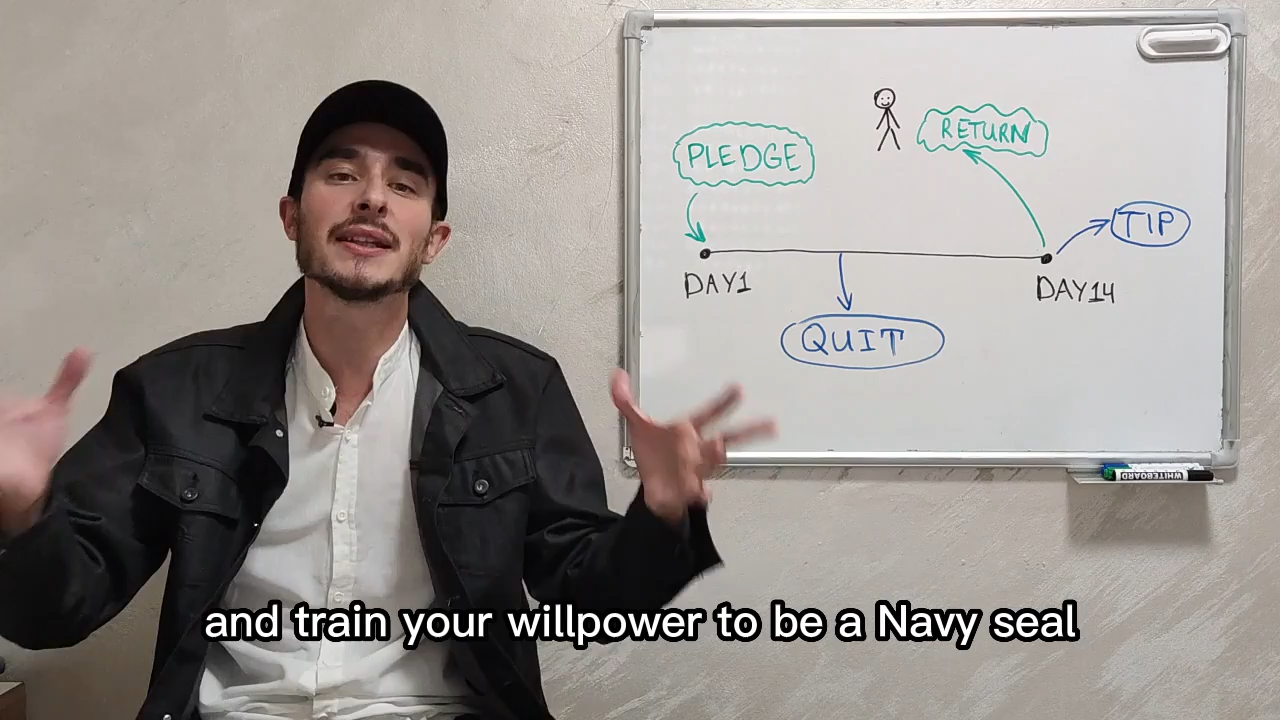 PLEDGE
RETURN
TIP
DAY1
DAY14
QUIT
WHITEBOARD
and train your willpower to be a Navy seal